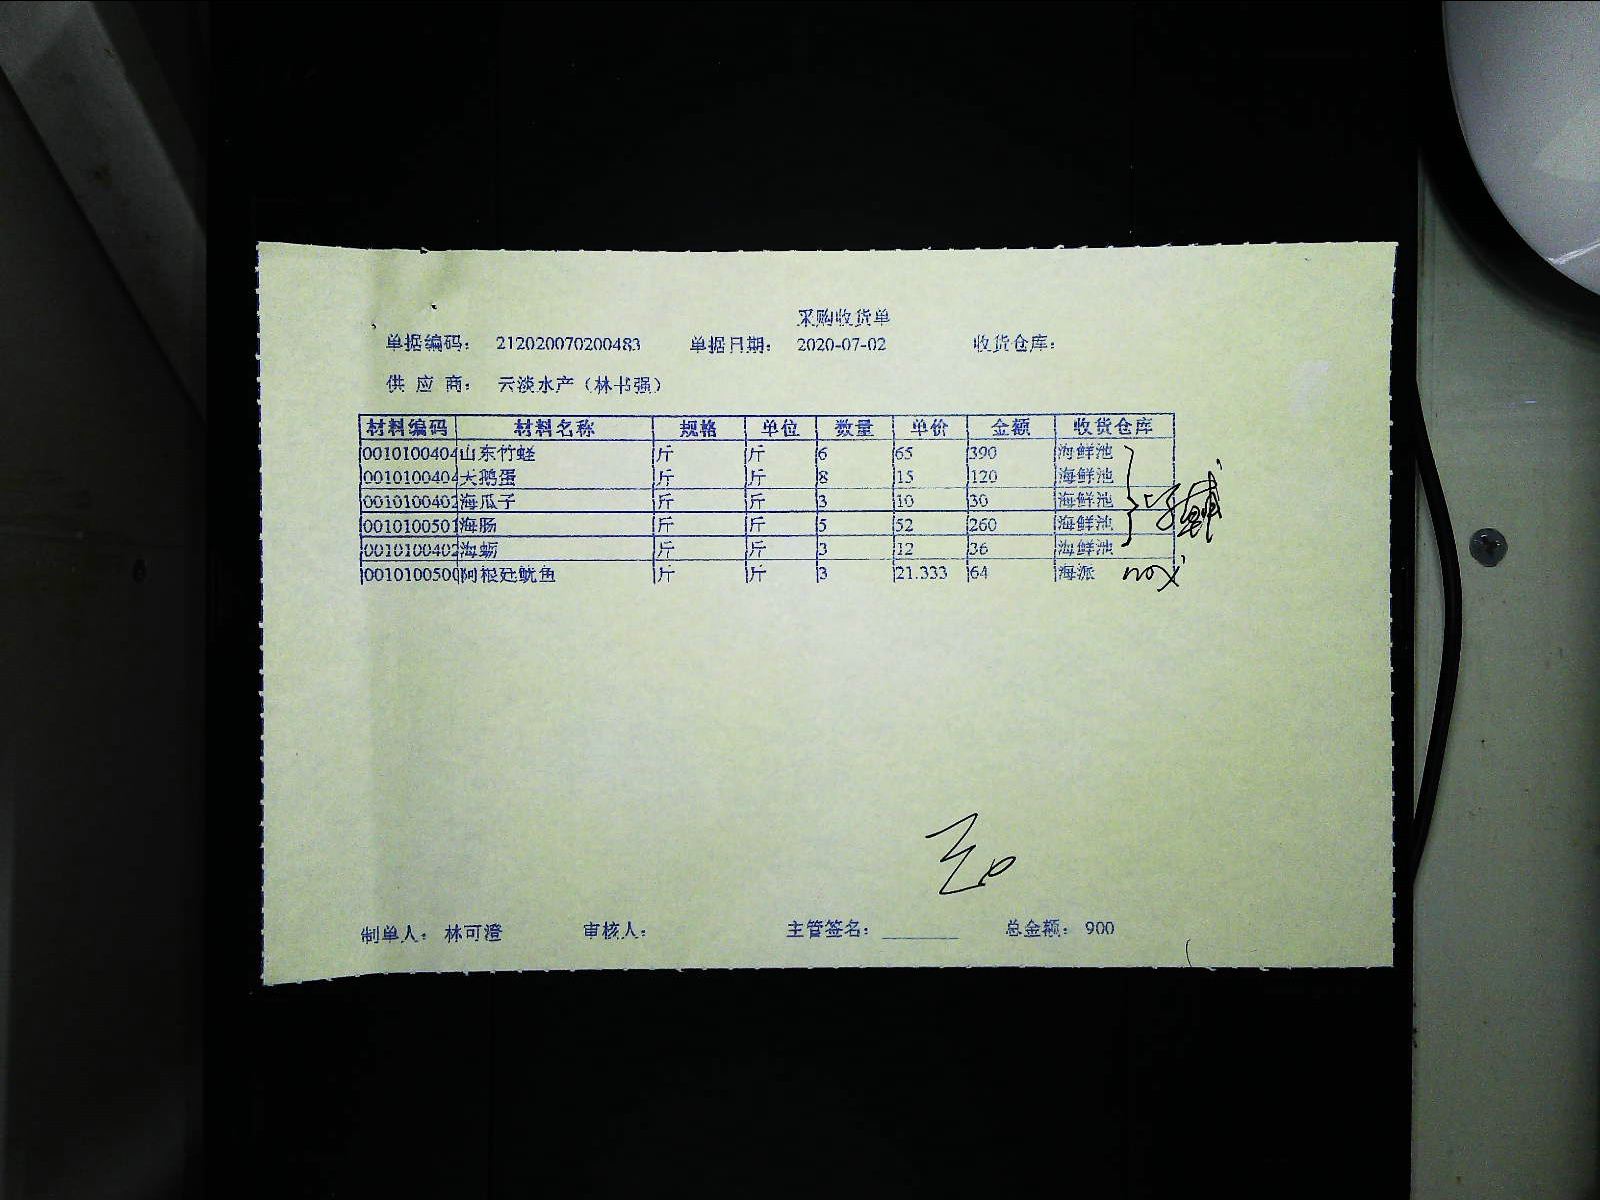 采购收货单
单据编码： 212020070200483 单据日期： 2020-07-02 收货仓库：
供 应 商： 云淡水产（林书强）
材料编码 材料名称 规格 单位 数量 单价 金额 收货仓库
0010100404 山东竹蛏 斤 斤 6 65 390 海鲜池
0010100404 天鹅蛋 斤 斤 8 15 120 海鲜池
0010100402 海瓜子 斤 斤 3 10 30 海鲜池
0010100501 海肠 斤 斤 5 52 260 海鲜池
0010100402 海蛎 斤 斤 3 12 36 海鲜池
0010100500 阿根廷鱿鱼 斤 斤 3 21.333 64 海派
制单人： 林可澄 审核人： 主管签名： 总金额： 900